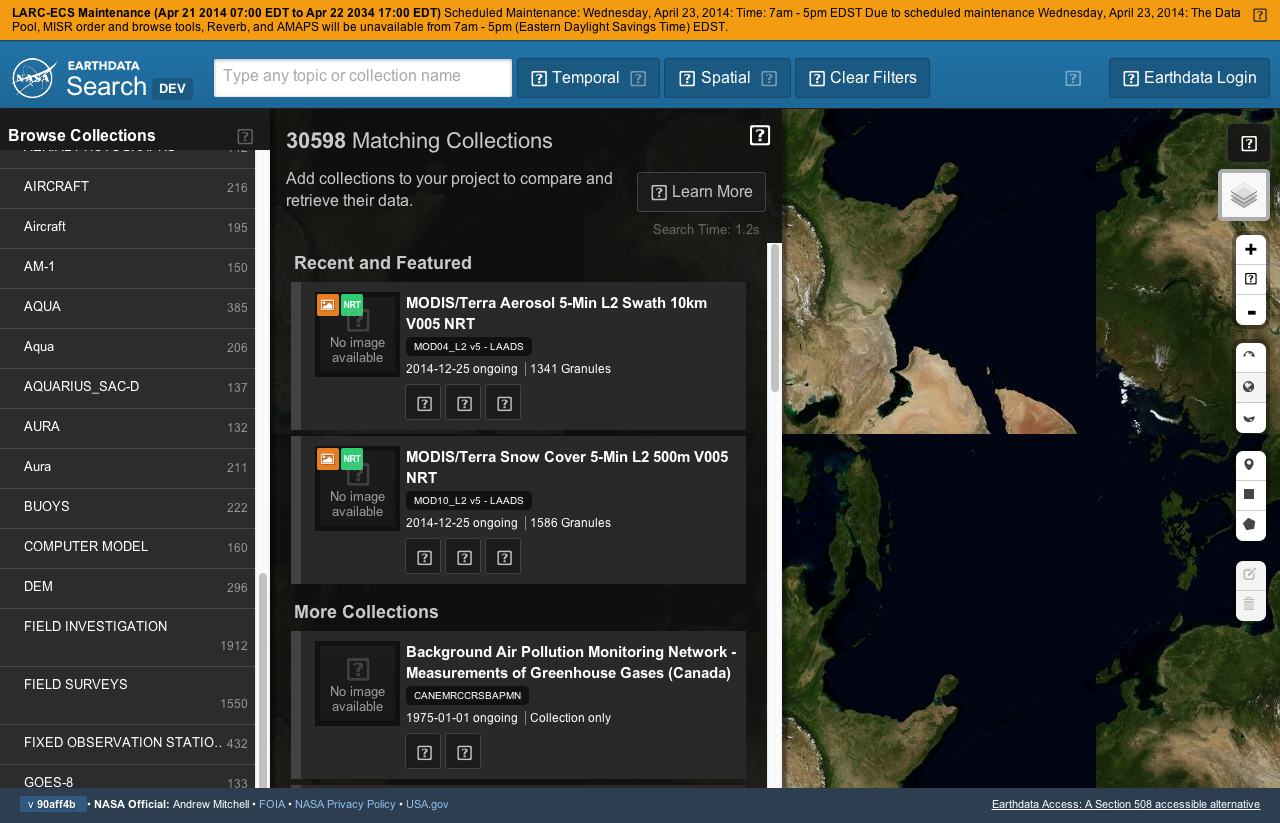 LARC-ECS Maintenance (Apr 21 2014 07:00 EDT to Apr 22 2034 17:00 EDT) Scheduled Maintenance: Wednesday, April 23, 2014: Time: 7am - 5pm EDST Due to scheduled maintenance Wednesday, April 23, 2014: The Data
Pool, MISR order and browse tools, Reverb, and AMAPS will be unavailable from 7am - 5pm (Eastern Daylight Savings Time) EDST.
NASA
EARTHDATA
Search DEV
Type any topic or collection name
Temporal
Spatial
Clear Filters
Earthdata Login
Browse Collections
AIRCRAFT 216
Aircraft 195
AM-1 150
AQUA 385
Aqua 206
AQUARIUS_SAC-D 137
AURA 132
Aura 211
BUOYS 222
COMPUTER MODEL 160
DEM 296
FIELD INVESTIGATION
1912
FIELD SURVEYS
1550
FIXED OBSERVATION STATIO.. 432
GOES-8 133
30598 Matching Collections
Add collections to your project to compare and
retrieve their data.
Learn More
Search Time: 1.2s
Recent and Featured
NRT
No image
available
MODIS/Terra Aerosol 5-Min L2 Swath 10km
V005 NRT
MOD04_L2 v5 - LAADS
2014-12-25 ongoing | 1341 Granules
NRT
No image
available
MODIS/Terra Snow Cover 5-Min L2 500m V005
NRT
MOD10_L2 v5 - LAADS
2014-12-25 ongoing | 1586 Granules
More Collections
No image
available
Background Air Pollution Monitoring Network -
Measurements of Greenhouse Gases (Canada)
CANEMRCCRSBAPMN
1975-01-01 ongoing | Collection only
v 90aff4b • NASA Official: Andrew Mitchell • FOIA • NASA Privacy Policy • USA.gov
Earthdata Access: A Section 508 accessible alternative